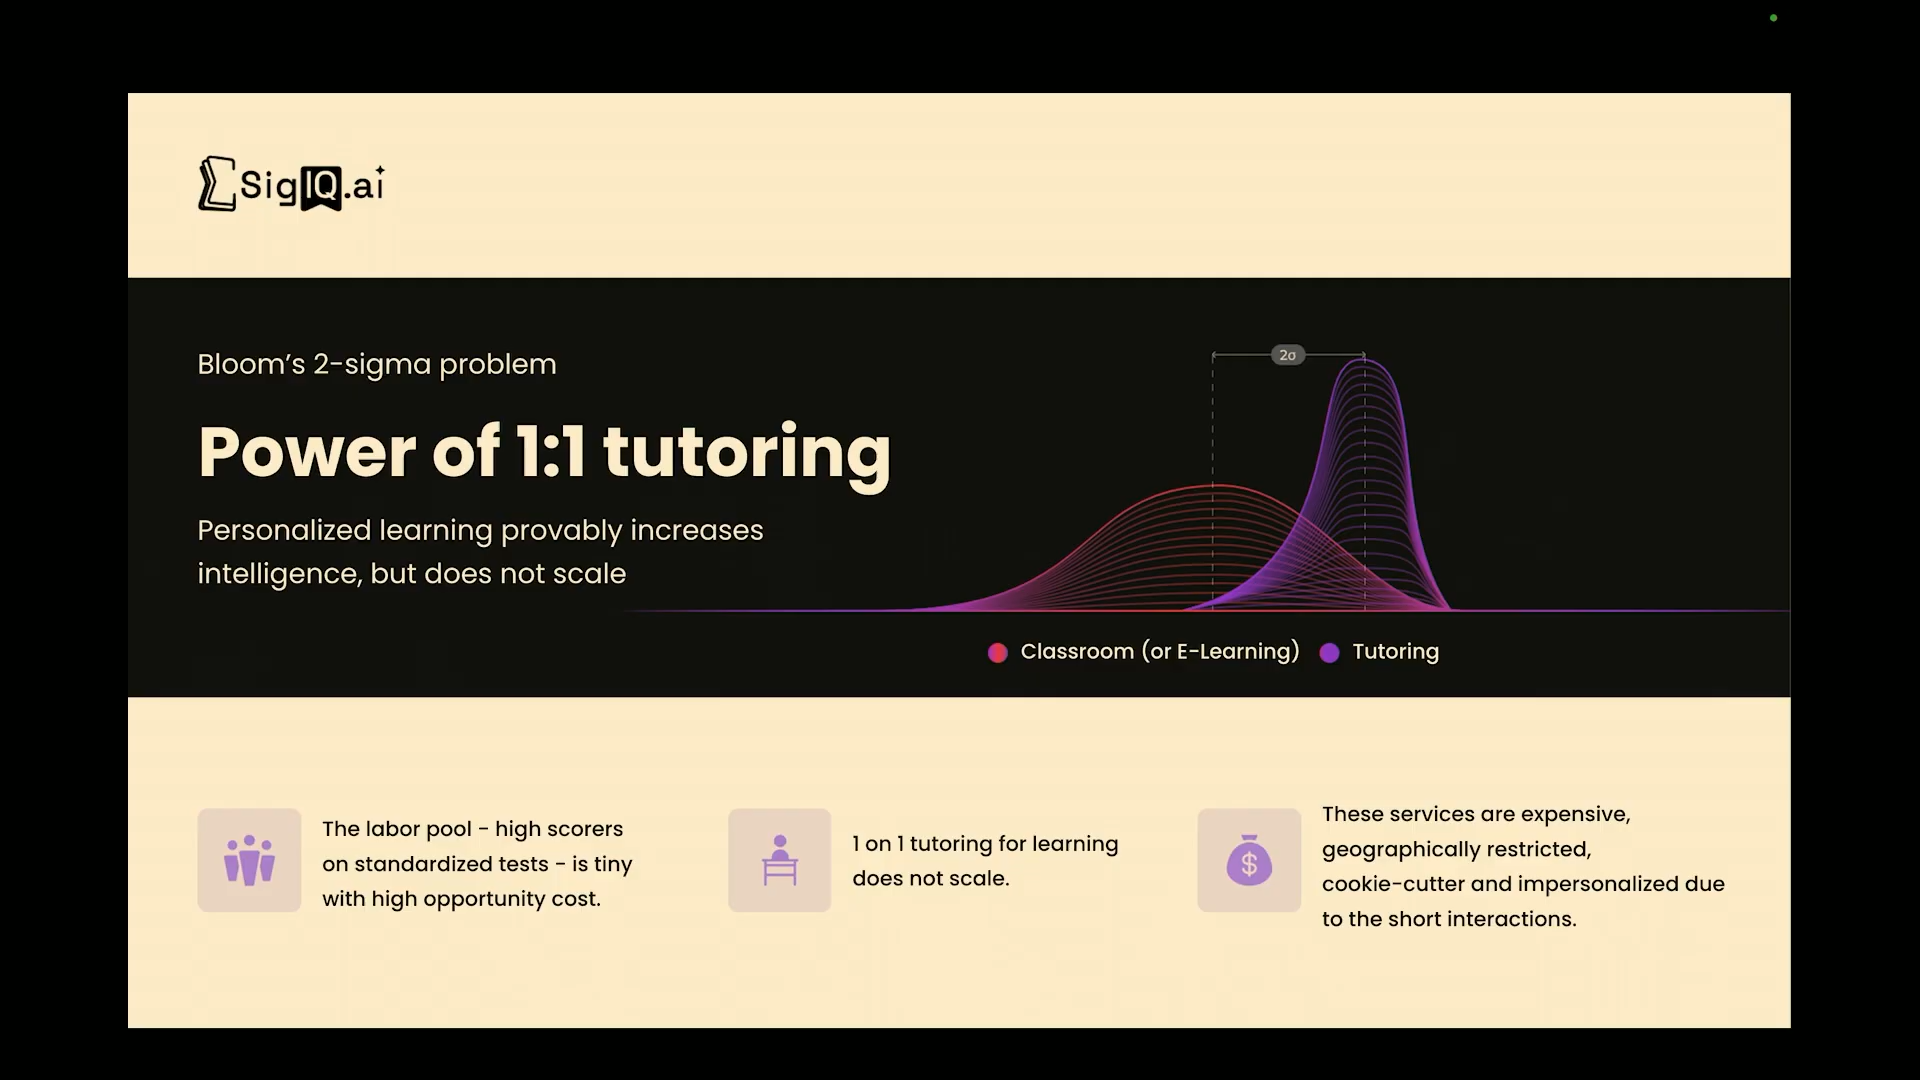 SigIQ.ai
Bloom’s 2-sigma problem
Power of 1:1 tutoring
Personalized learning provably increases
intelligence, but does not scale
2σ
Classroom (or E-Learning)
Tutoring
The labor pool - high scorers
on standardized tests - is tiny
with high opportunity cost.
1 on 1 tutoring for learning
does not scale.
$
These services are expensive,
geographically restricted,
cookie-cutter and impersonalized due
to the short interactions.